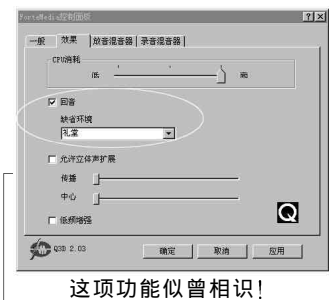 ForteMedia控制面板
一般 效果 放音混音器 录音混音器
CPU消耗
低 高
回音
缺省环境
礼堂
允许立体声扩展
传播
中心
低频增强
Q3D 2.03
确定 取消 应用
这项功能似曾相识!